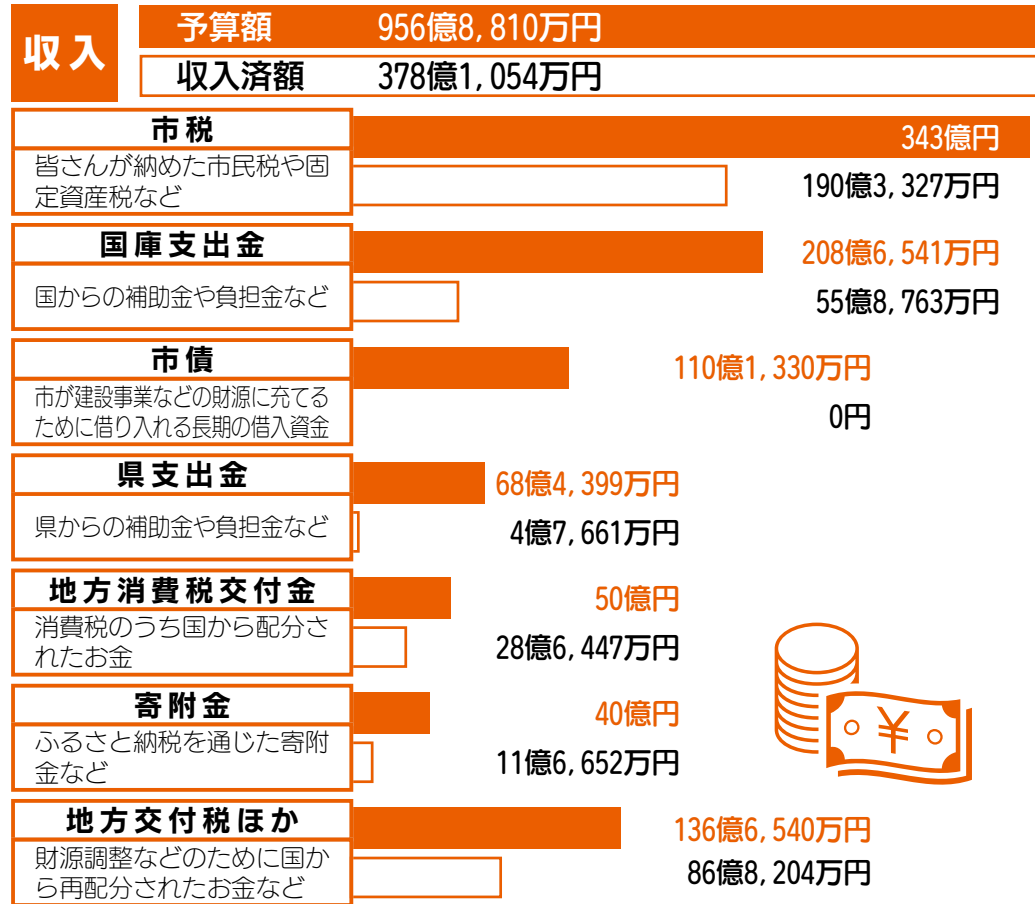 収入
予算額 956億8,810万円
収入済額 378億1,054万円
市税
343億円
皆さんが納めた市民税や固
定資産税など
190億3,327万円
国庫支出金
208億6,541万円
国からの補助金や負担金など
55億8,763万円
市債
110億1,330万円
市が建設事業などの財源に充てる
ために借り入れる長期の借入資金
0円
県支出金
68億4,399万円
県からの補助金や負担金など
4億7,661万円
地方消費税交付金
50億円
消費税のうち国から配分さ
れたお金
28億6,447万円
寄附金
40億円
ふるさと納税を通じた寄附
金など
11億6,652万円
¥
地方交付税ほか
136億6,540万円
財源調整などのために国か
ら再配分されたお金など
86億8,204万円